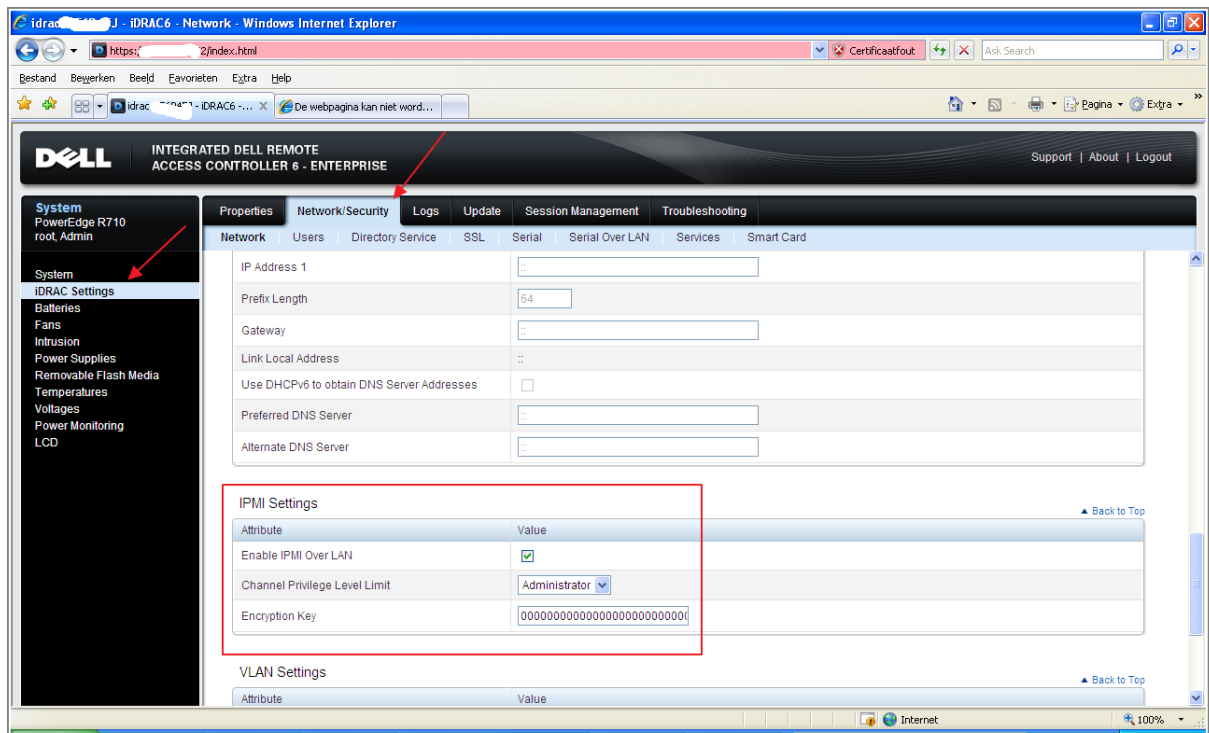 idrac J - iDRAC6 - Network - Windows Internet Explorer
https:/ 2/index.html Certificaatfout Ask Search
Bestand Bewerken Beeld Favorieten Extra Help
idrac - iDRAC6 -... X De webpagina kan niet word... Pagina Extra »
DELL INTEGRATED DELL REMOTE
ACCESS CONTROLLER 6 - ENTERPRISE
Support | About | Logout
System
PowerEdge R710
root, Admin
Properties Network/Security Logs Update Session Management Troubleshooting
Network Users Directory Service SSL Serial Serial Over LAN Services Smart Card
System
iDRAC Settings
Batteries
Fans
Intrusion
Power Supplies
Removable Flash Media
Temperatures
Voltages
Power Monitoring
LCD
IP Address 1 ::
Prefix Length 64
Gateway ::
Link Local Address ::
Use DHCPv6 to obtain DNS Server Addresses
Preferred DNS Server ::
Alternate DNS Server ::
IPMI Settings
Back to Top
Attribute Value
Enable IPMI Over LAN
Channel Privilege Level Limit Administrator
Encryption Key 000000000000000000000000
VLAN Settings
Back to Top
Attribute Value
Internet 100%